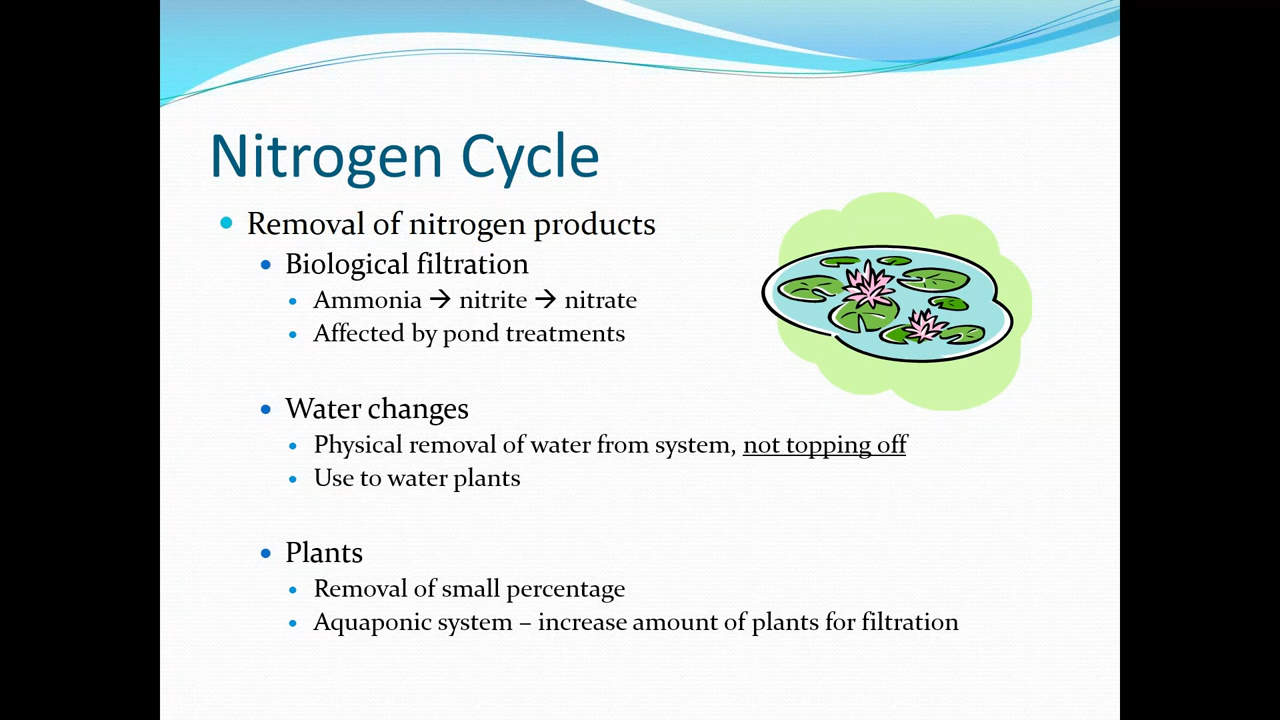 Nitrogen Cycle
Removal of nitrogen products
Biological filtration
Ammonia → nitrite → nitrate
Affected by pond treatments
Water changes
Physical removal of water from system, not topping off
Use to water plants
Plants
Removal of small percentage
Aquaponic system – increase amount of plants for filtration